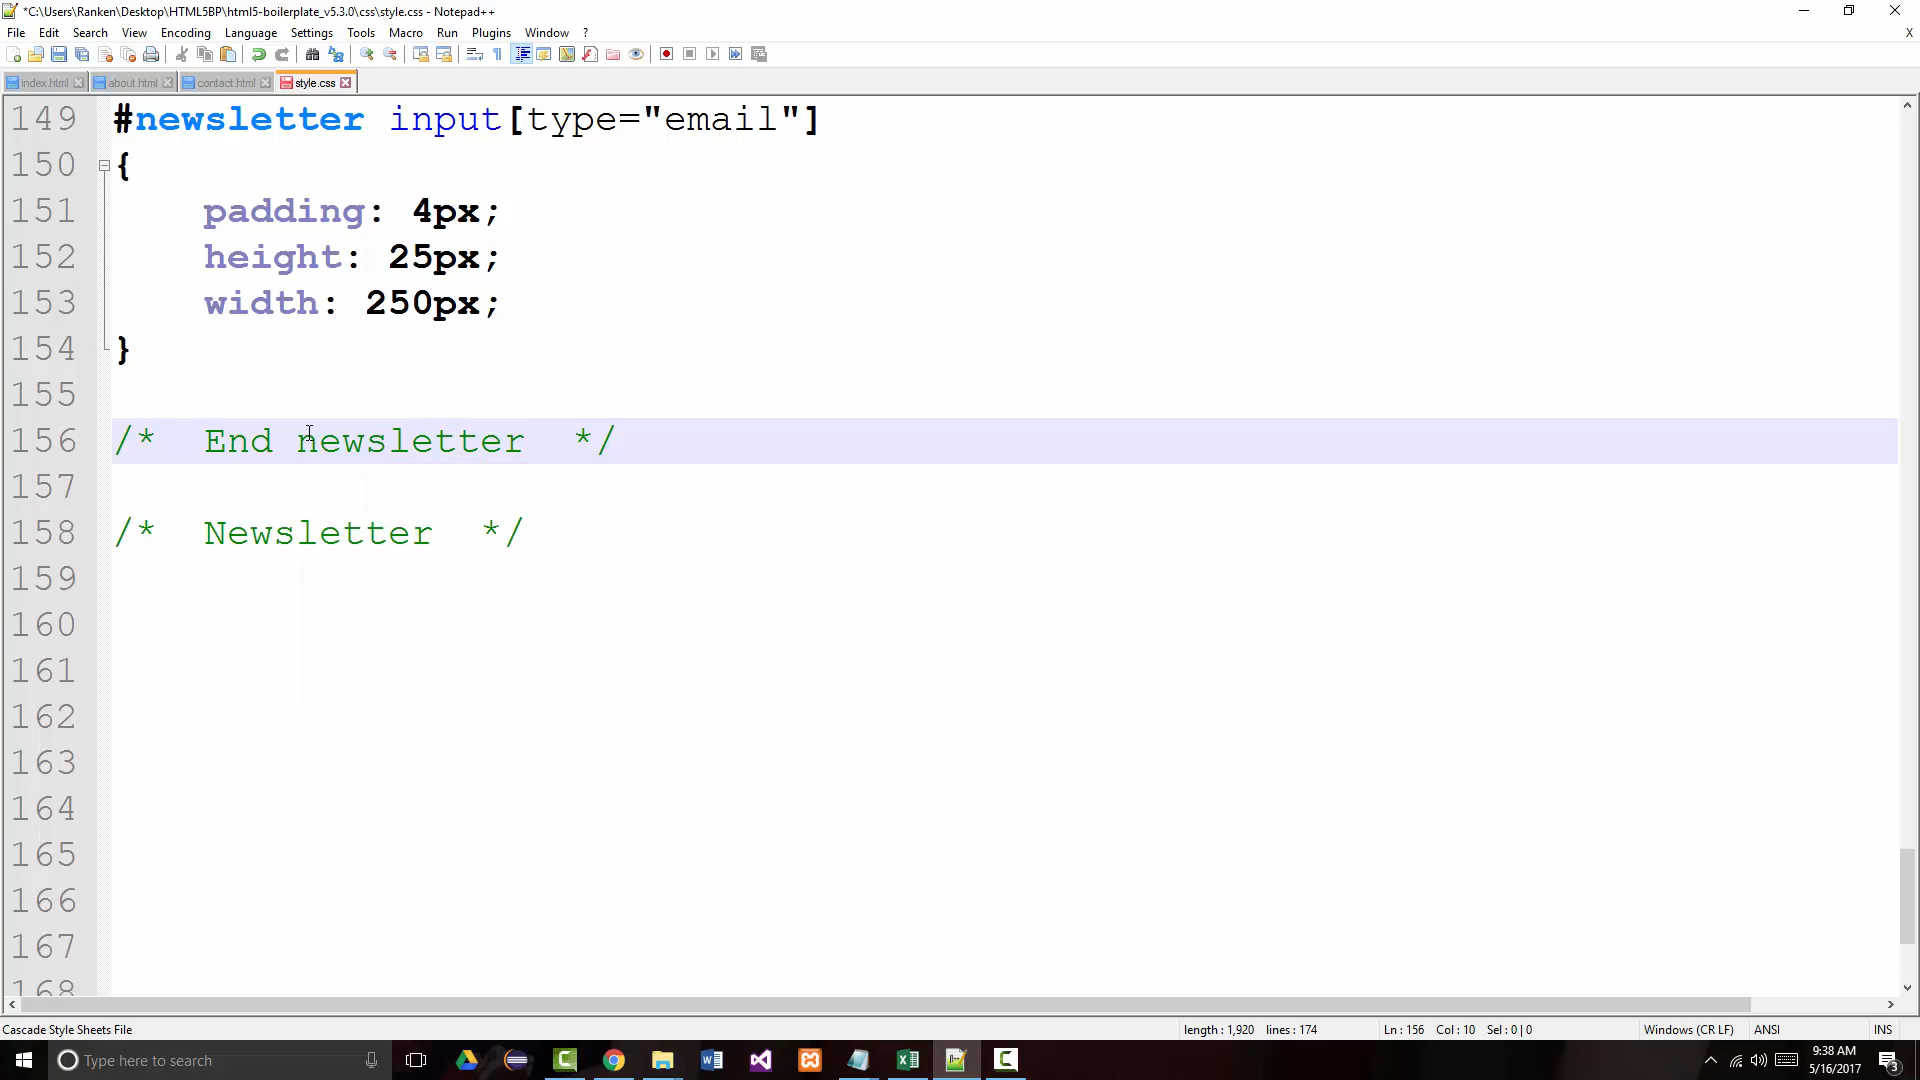 *C:\Users\Ranken\Desktop\HTML5BP\html5-boilerplate_v5.3.0\css\style.css - Notepad++
File Edit Search View Encoding Language Settings Tools Macro Run Plugins Window ? X
index.html about.html contact.html style.css
149 #newsletter input[type="email"]
150 {
151 padding: 4px;
152 height: 25px;
153 width: 250px;
154 }
155
156 /* End newsletter */
157
158 /* Newsletter */
159
160
161
162
163
164
165
166
167
168
Cascade Style Sheets File length : 1,920 lines : 174 Ln : 156 Col : 10 Sel : 0 | 0 Windows (CR LF) ANSI INS
Type here to search 9:38 AM
5/16/2017 3